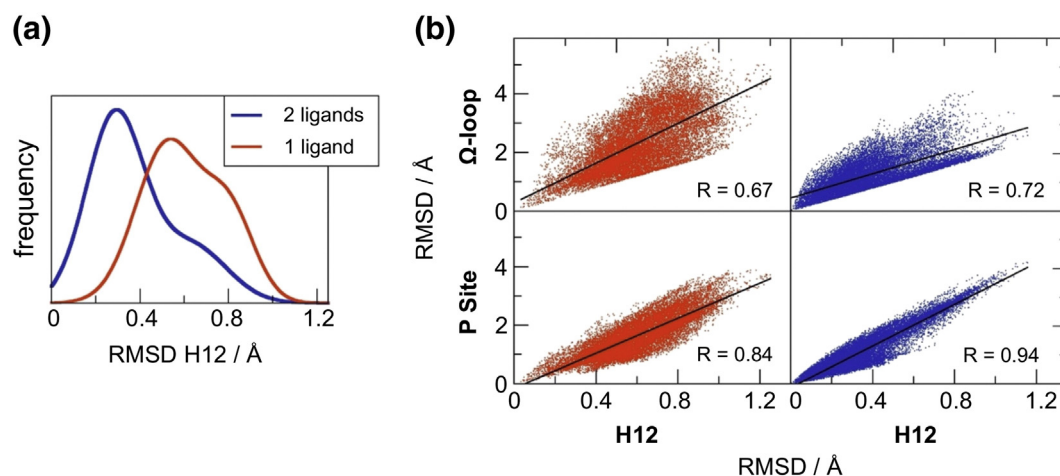 (a)
2 ligands
1 ligand
frequency
0 0.4 0.8 1.2
RMSD H12 / Å
(b)
Ω-loop
P Site
RMSD / Å
4
2
0
R = 0.67
R = 0.72
4
2
0
R = 0.84
R = 0.94
0 0.4 0.8 1.2
0 0.4 0.8 1.2
H12
H12
RMSD / Å